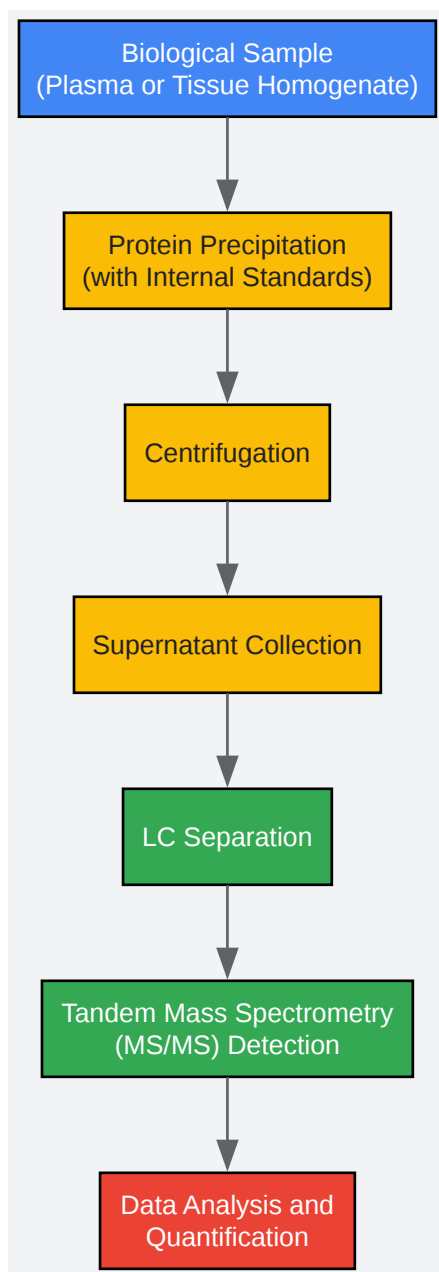 Biological Sample
(Plasma or Tissue Homogenate)
Protein Precipitation
(with Internal Standards)
Centrifugation
Supernatant Collection
LC Separation
Tandem Mass Spectrometry
(MS/MS) Detection
Data Analysis and
Quantification